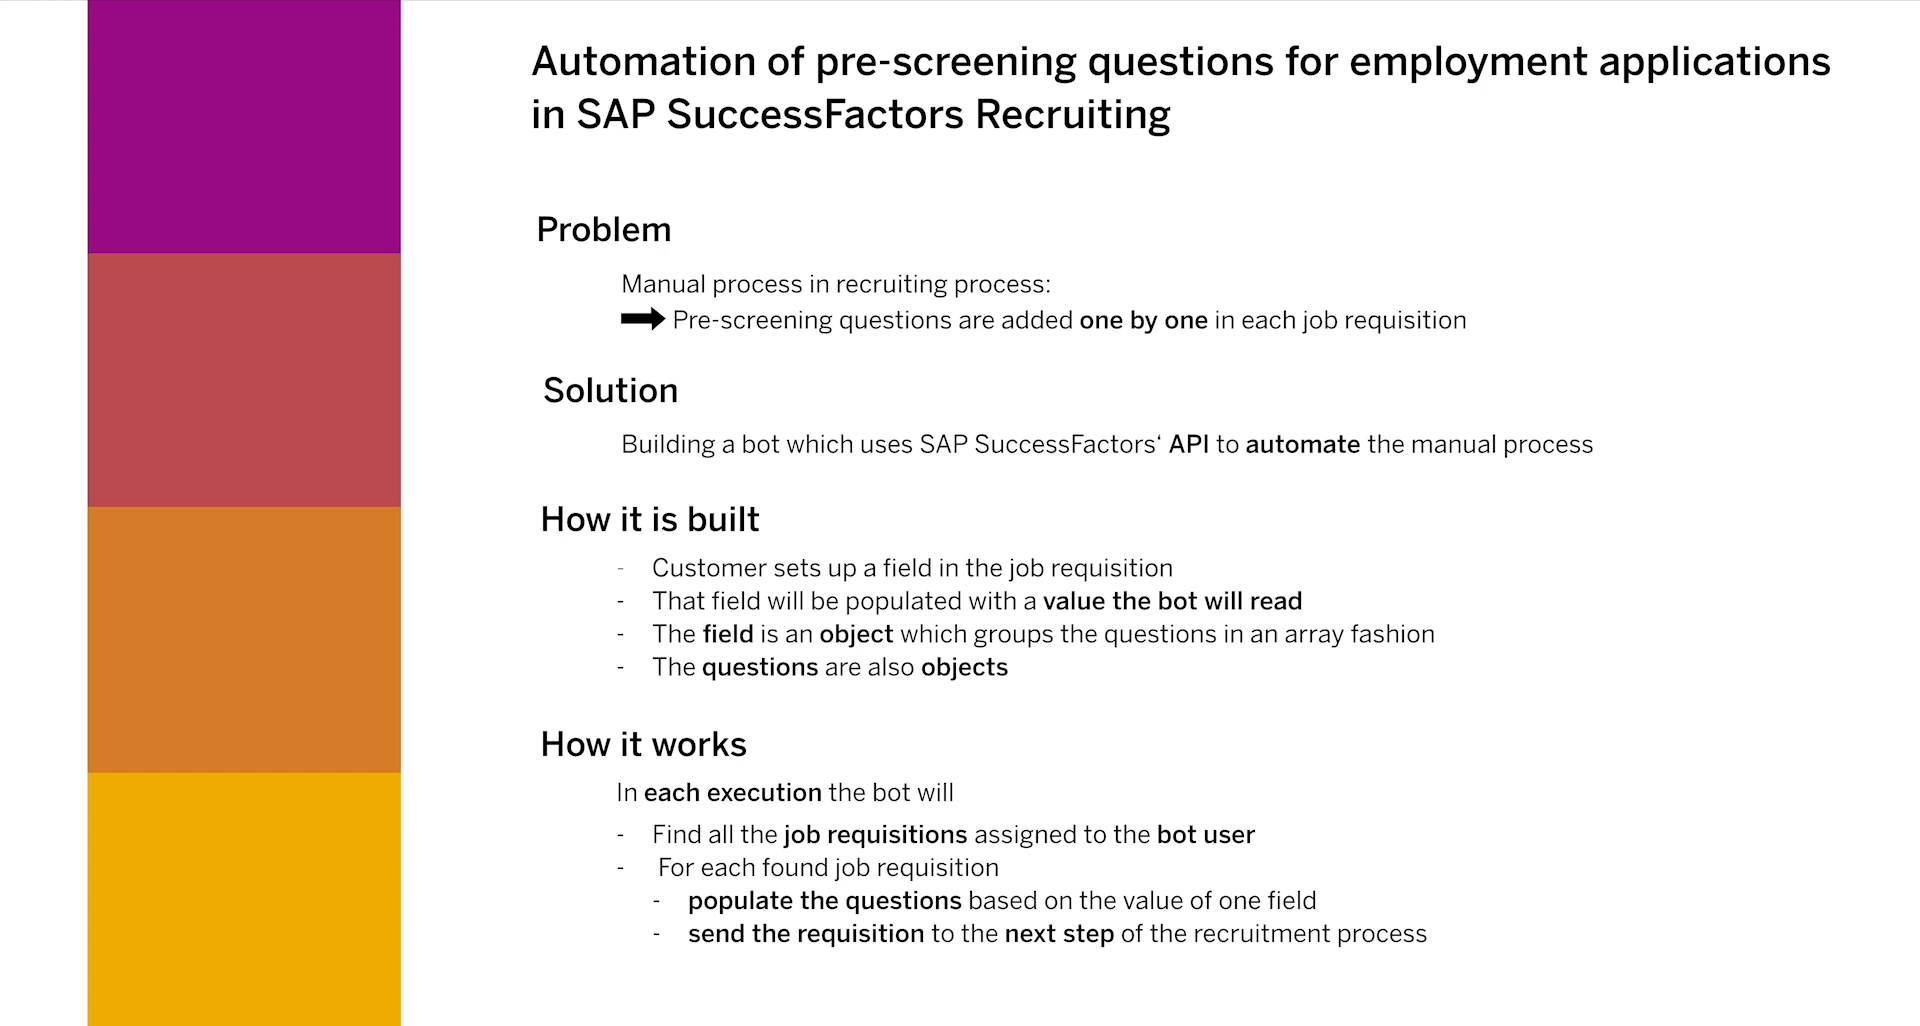 Automation of pre-screening questions for employment applications
in SAP SuccessFactors Recruiting
Problem
Manual process in recruiting process:
Pre-screening questions are added one by one in each job requisition
Solution
Building a bot which uses SAP SuccessFactors‘ API to automate the manual process
How it is built
- Customer sets up a field in the job requisition
- That field will be populated with a value the bot will read
- The field is an object which groups the questions in an array fashion
- The questions are also objects
How it works
In each execution the bot will
- Find all the job requisitions assigned to the bot user
- For each found job requisition
- populate the questions based on the value of one field
- send the requisition to the next step of the recruitment process